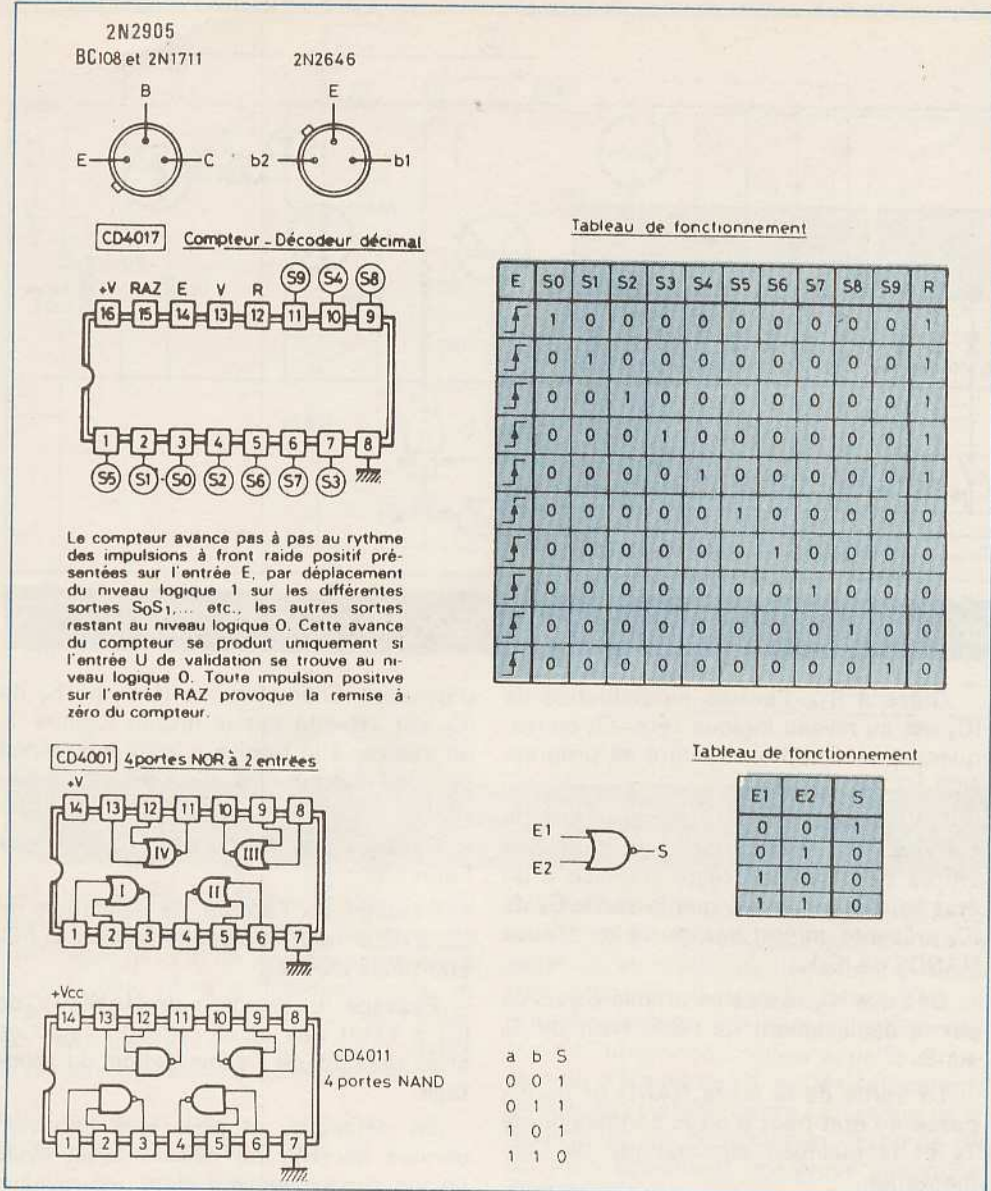 2N2905
BC108 et 2N1711
2N2646
B
E
E
C
b2
b1
CD4017 Compteur - Décodeur décimal
+V RAZ E V R S9 S4 S8
16 15 14 13 12 11 10 9
1 2 3 4 5 6 7 8
S5 S1 S0 S2 S6 S7 S3
Le compteur avance pas à pas au rythme
des impulsions à front raide positif pré-
sentées sur l'entrée E, par déplacement
du niveau logique 1 sur les différentes
sorties S0S1,... etc., les autres sorties
restant au niveau logique 0. Cette avance
du compteur se produit uniquement si
l'entrée U de validation se trouve au ni-
veau logique 0. Toute impulsion positive
sur l'entrée RAZ provoque la remise à
zéro du compteur.
Tableau de fonctionnement
E S0 S1 S2 S3 S4 S5 S6 S7 S8 S9 R
1 0 0 0 0 0 0 0 0 0 1
0 1 0 0 0 0 0 0 0 0 1
0 0 1 0 0 0 0 0 0 0 1
0 0 0 1 0 0 0 0 0 0 1
0 0 0 0 1 0 0 0 0 0 1
0 0 0 0 0 1 0 0 0 0 0
0 0 0 0 0 0 1 0 0 0 0
0 0 0 0 0 0 0 1 0 0 0
0 0 0 0 0 0 0 0 1 0 0
0 0 0 0 0 0 0 0 0 1 0
CD4001 4 portes NOR à 2 entrées
+V
14 13 12 11 10 9 8
IV III
I II
1 2 3 4 5 6 7
E1
E2
S
Tableau de fonctionnement
E1 E2 S
0 0 1
0 1 0
1 0 0
1 1 0
+Vcc
14 13 12 11 10 9 8
1 2 3 4 5 6 7
CD4011
4 portes NAND
a b S
0 0 1
0 1 1
1 0 1
1 1 0